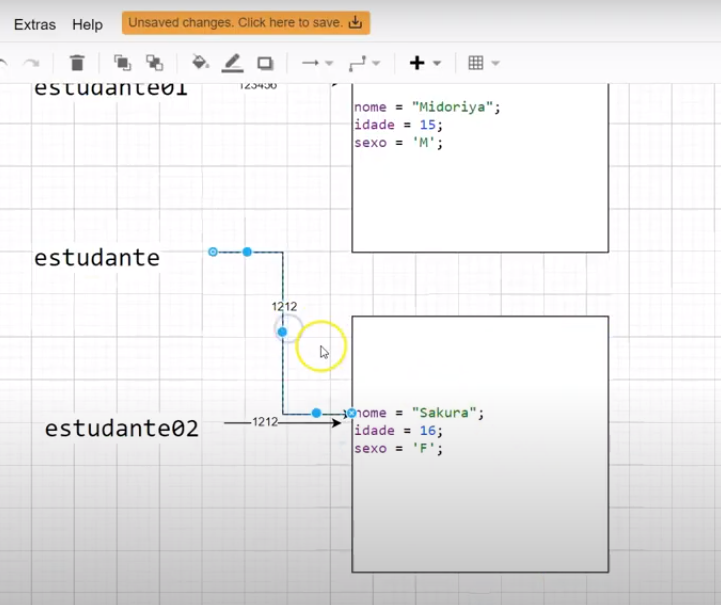 Extras Help Unsaved changes. Click here to save.
estudante01
123456
nome = "Midoriya";
idade = 15;
sexo = 'M';
estudante
1212
nome = "Sakura";
idade = 16;
sexo = 'F';
estudante02
1212